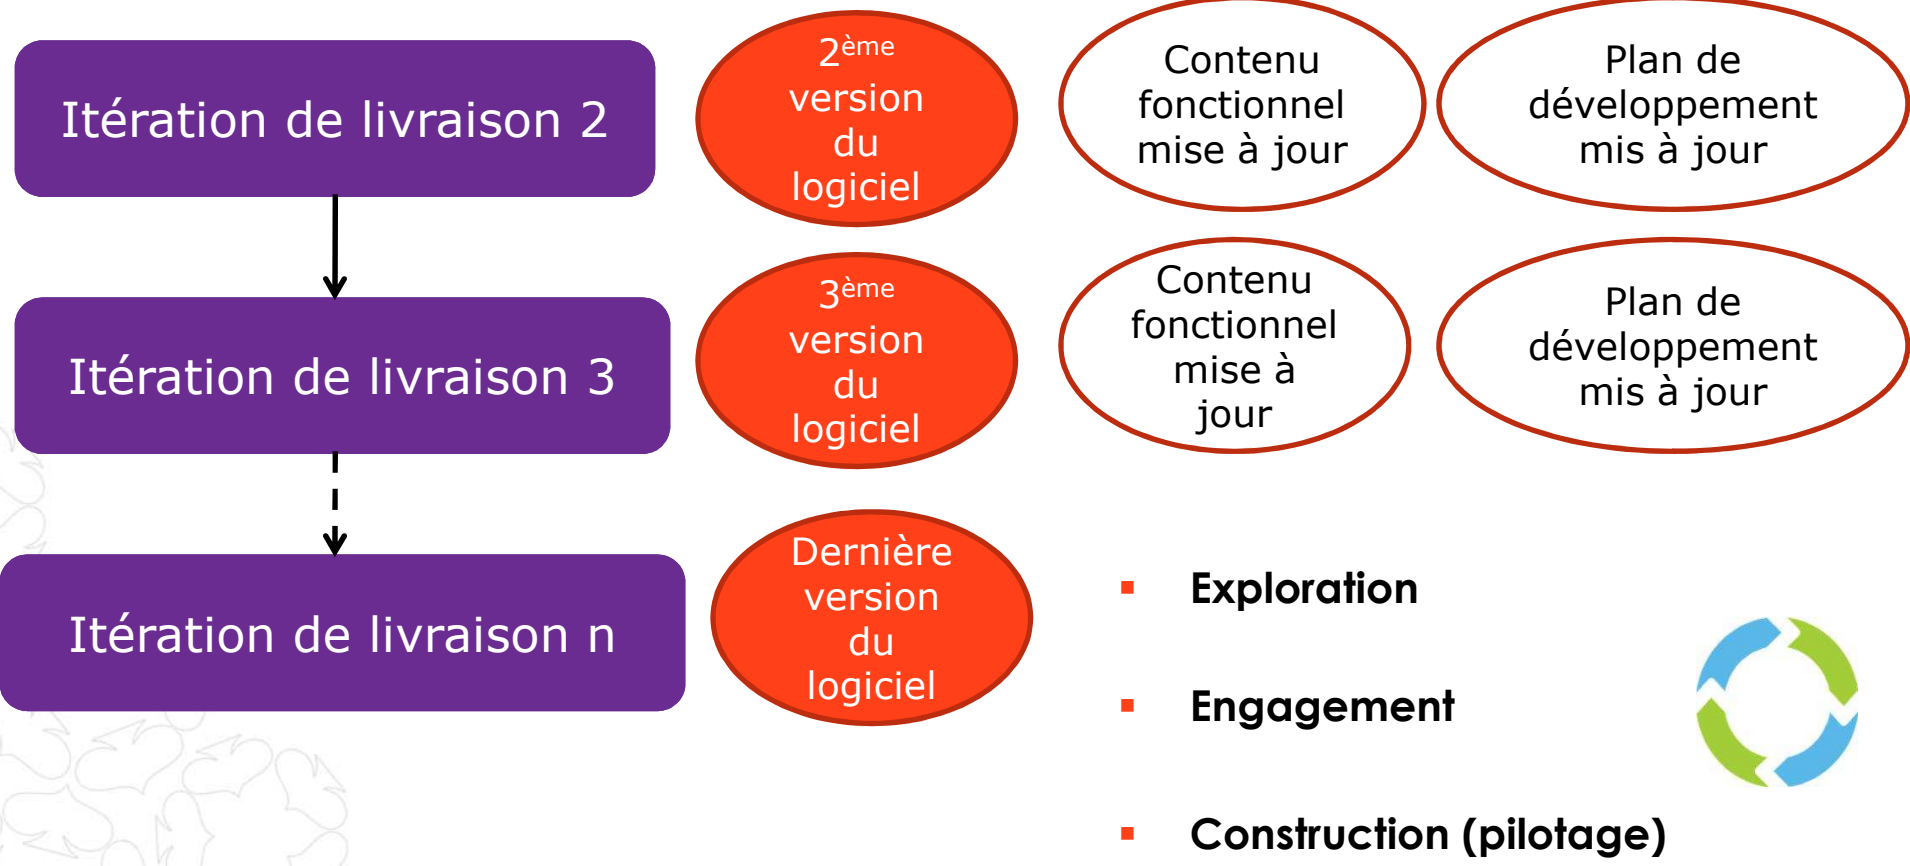 Itération de livraison 2
2ème
version
du
logiciel
Contenu
fonctionnel
mise à jour
Plan de
développement
mis à jour
Itération de livraison 3
3ème
version
du
logiciel
Contenu
fonctionnel
mise à
jour
Plan de
développement
mis à jour
Itération de livraison n
Dernière
version
du
logiciel
Exploration
Engagement
Construction (pilotage)